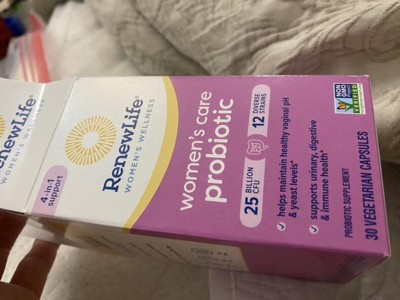 RenewLife®
WOMEN'S WELLNESS
4-in-1
support
women's care
probiotic
25 BILLION
CFU
12 DIVERSE
STRAINS
helps maintain healthy vaginal pH
& yeast levels*
supports urinary, digestive
& immune health*
NON
GMO
VERIFIED
PROBIOTIC SUPPLEMENT
30 VEGETARIAN CAPSULES
RenewLife®
WOMEN'S WELLNESS